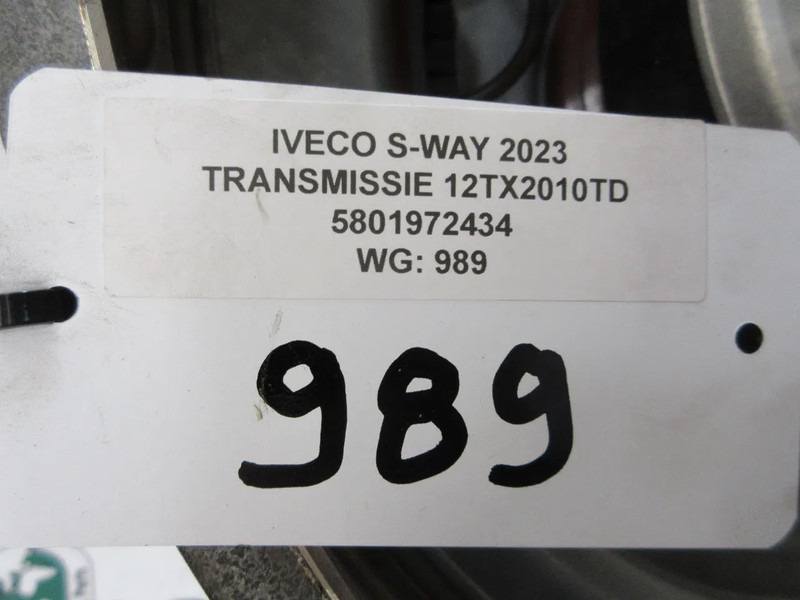 IVECO S-WAY 2023
TRANSMISSIE 12TX2010TD
5801972434
WG: 989
989